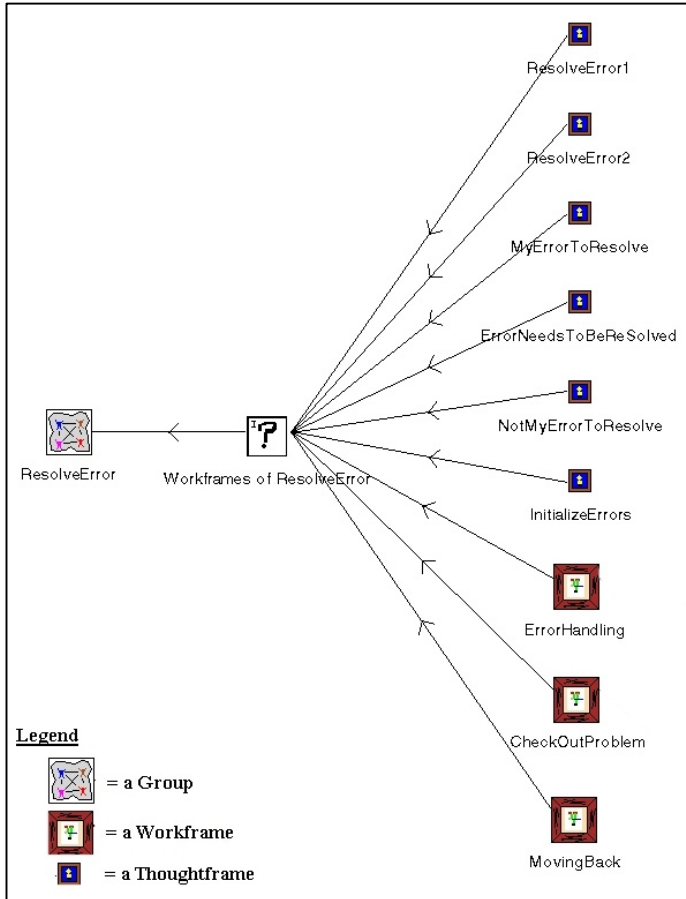 ResolveError1
ResolveError2
MyErrorToResolve
ErrorNeedsToBeReSolved
NotMyErrorToResolve
I ?
ResolveError
Workframes of ResolveError
InitializeErrors
ErrorHandling
CheckOutProblem
MovingBack
Legend
= a Group
= a Workframe
= a Thoughtframe